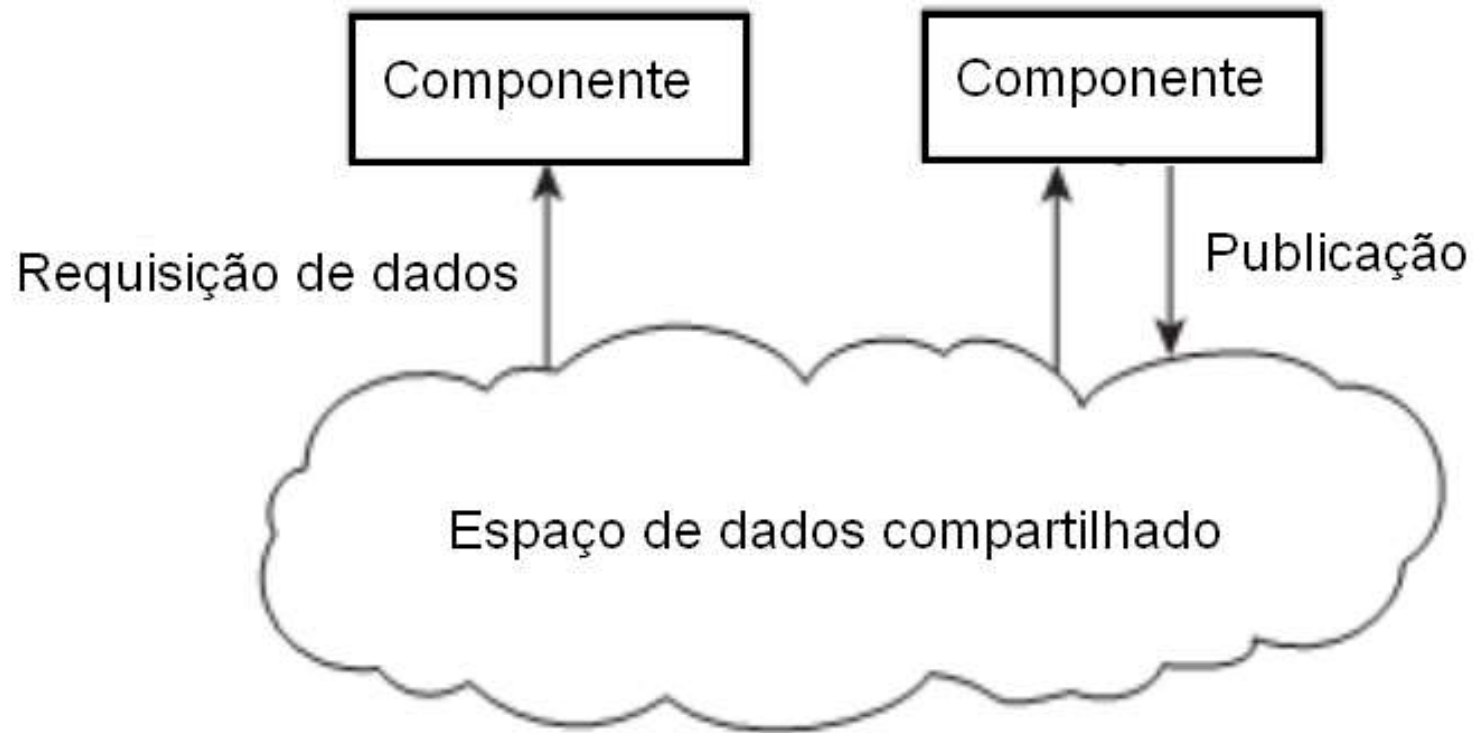 Componente
Componente
Requisição de dados
Publicação
Espaço de dados compartilhado